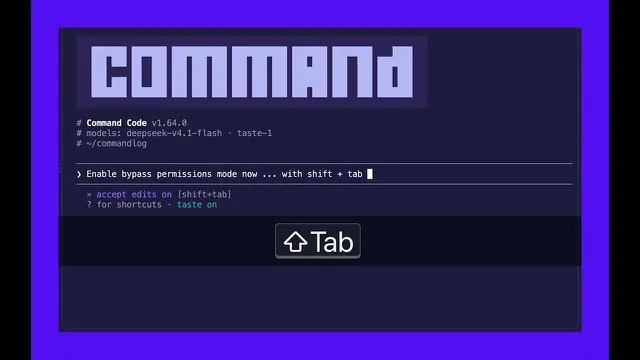 COMMAND
# Command Code v1.64.0
# models: deepseek-v4.1-flash · taste-1
# ~/commandlog
❯ Enable bypass permissions mode now ... with shift + tab
» accept edits on [shift+tab]
? for shortcuts · taste on
⇧Tab